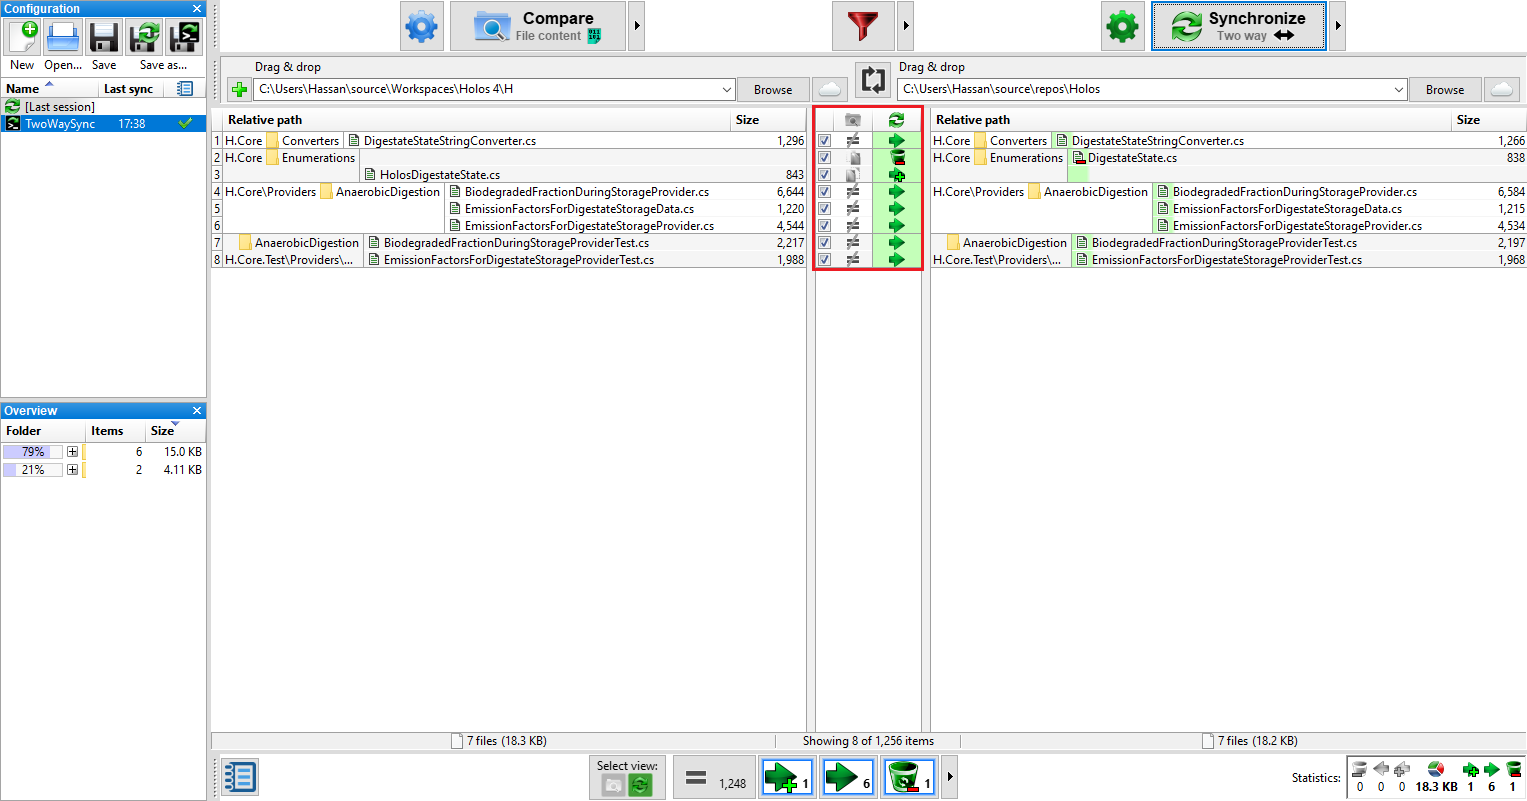 Configuration
New Open... Save Save as...
Name Last sync
[Last session]
TwoWaySync 17:38
Overview
Folder Items Size
79% 6 15.0 KB
21% 2 4.11 KB
Compare
File content
Synchronize
Two way
Drag & drop
C:\Users\Hassan\source\Workspaces\Holos 4\H Browse
Drag & drop
C:\Users\Hassan\source\repos\Holos Browse
Relative path Size
1 H.Core Converters DigestateStateStringConverter.cs 1,296
2 H.Core Enumerations
3 HolosDigestateState.cs 843
4 H.Core\Providers AnaerobicDigestion BiodegradedFractionDuringStorageProvider.cs 6,644
5 EmissionFactorsForDigestateStorageData.cs 1,220
6 EmissionFactorsForDigestateStorageProvider.cs 4,544
7 AnaerobicDigestion BiodegradedFractionDuringStorageProviderTest.cs 2,217
8 H.Core.Test\Providers\... EmissionFactorsForDigestateStorageProviderTest.cs 1,988
Relative path Size
H.Core Converters DigestateStateStringConverter.cs 1,266
H.Core Enumerations DigestateState.cs 838
H.Core\Providers AnaerobicDigestion BiodegradedFractionDuringStorageProvider.cs 6,584
EmissionFactorsForDigestateStorageData.cs 1,215
EmissionFactorsForDigestateStorageProvider.cs 4,534
AnaerobicDigestion BiodegradedFractionDuringStorageProviderTest.cs 2,197
H.Core.Test\Providers\... EmissionFactorsForDigestateStorageProviderTest.cs 1,968
7 files (18.3 KB) Showing 8 of 1,256 items 7 files (18.2 KB)
Select view:
1,248 1 6 1
Statistics:
0 0 0 18.3 KB 1 6 1